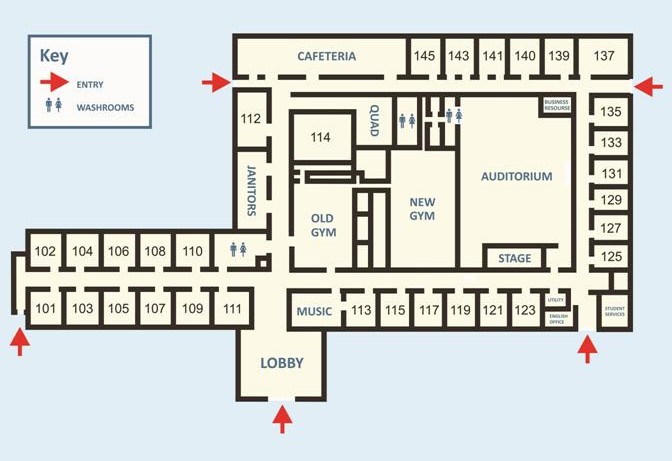 Key
ENTRY
WASHROOMS
CAFETERIA
145
143
141
140
139
137
112
114
QUAD
BUSINESS
RESOURSE
135
133
131
129
127
125
JANITORS
OLD
GYM
NEW
GYM
AUDITORIUM
STAGE
102
104
106
108
110
101
103
105
107
109
111
MUSIC
113
115
117
119
121
123
UTILITY
ENGLISH
OFFICE
STUDENT
SERVICES
LOBBY